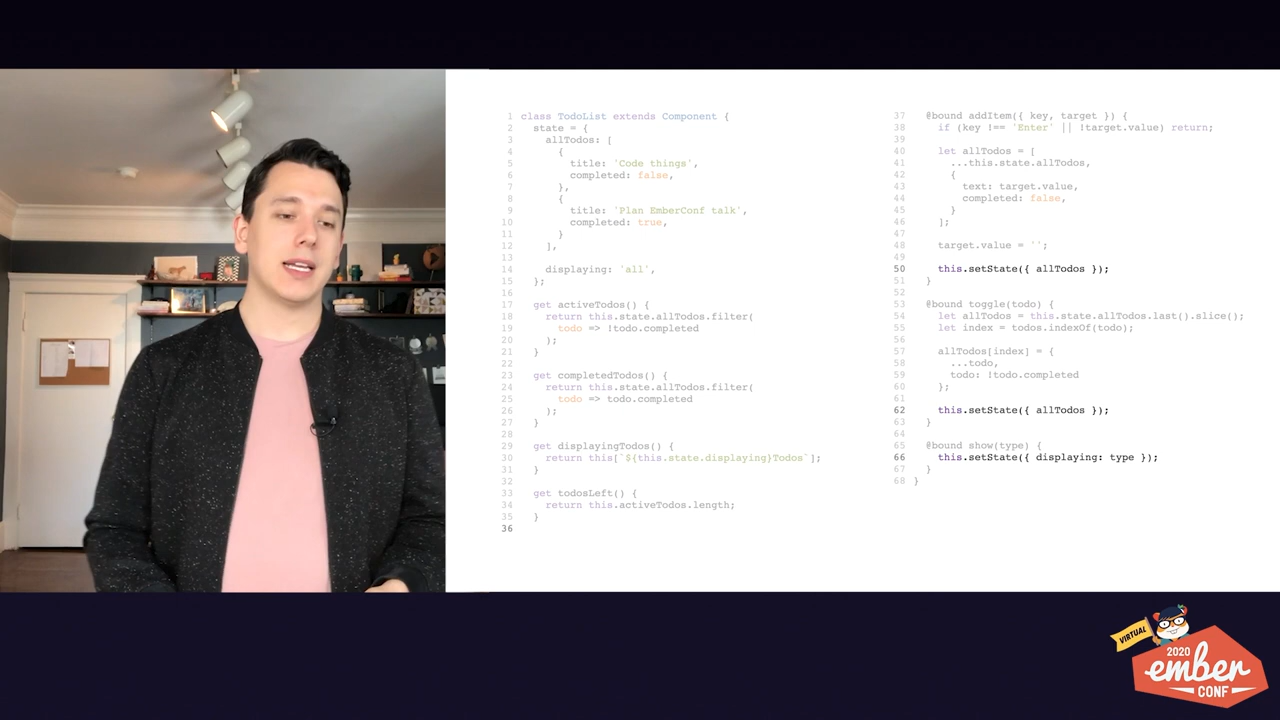 1 class TodoList extends Component {
2 state = {
3 allTodos: [
4 {
5 title: `Code things`,
6 completed: false,
7 },
8 {
9 title: `Plan EmberConf talk`,
10 completed: true,
11 }
12 ],
13
14 displaying: `all`,
15 };
16
17 get activeTodos() {
18 return this.state.allTodos.filter(
19 todo => !todo.completed
20 );
21 }
22
23 get completedTodos() {
24 return this.state.allTodos.filter(
25 todo => todo.completed
26 );
27 }
28
29 get displayingTodos() {
30 return this[`${this.state.displaying}Todos`];
31 }
32
33 get todosLeft() {
34 return this.activeTodos.length;
35 }
36
37 @bound addItem({ key, target }) {
38 if (key !== 'Enter' || !target.value) return;
39
40 let allTodos = [
41 ...this.state.allTodos,
42 {
43 text: target.value,
44 completed: false,
45 }
46 ];
47
48 target.value = ``;
49
50 this.setState({ allTodos });
51 }
52
53 @bound toggle(todo) {
54 let allTodos = this.state.allTodos.last().slice();
55 let index = todos.indexOf(todo);
56
57 allTodos[index] = {
58 ...todo,
59 todo: !todo.completed
60 };
61
62 this.setState({ allTodos });
63 }
64
65 @bound show(type) {
66 this.setState({ displaying: type });
67 }
68 }
VIRTUAL
2020
ember
CONF